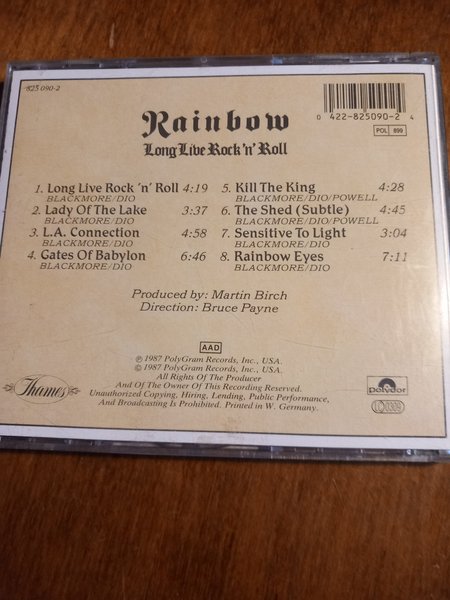 825 090-2
0 422-825090-2 4
POL 899
Rainbow
Long Live Rock 'n' Roll
1. Long Live Rock 'n' Roll 4:19
BLACKMORE/DIO
2. Lady Of The Lake 3:37
BLACKMORE/DIO
3. L.A. Connection 4:58
BLACKMORE/DIO
4. Gates Of Babylon 6:46
BLACKMORE/DIO
5. Kill The King 4:28
BLACKMORE/DIO/POWELL
6. The Shed (Subtle) 4:45
BLACKMORE/DIO/POWELL
7. Sensitive To Light 3:04
BLACKMORE/DIO
8. Rainbow Eyes 7:11
BLACKMORE/DIO
Produced by: Martin Birch
Direction: Bruce Payne
AAD
℗ 1987 PolyGram Records, Inc., USA.
© 1987 PolyGram Records, Inc., USA.
All Rights Of The Producer
And Of The Owner Of This Recording Reserved.
Unauthorized Copying, Hiring, Lending, Public Performance,
And Broadcasting Is Prohibited. Printed in W. Germany.
Thames
polydor
LC 0309